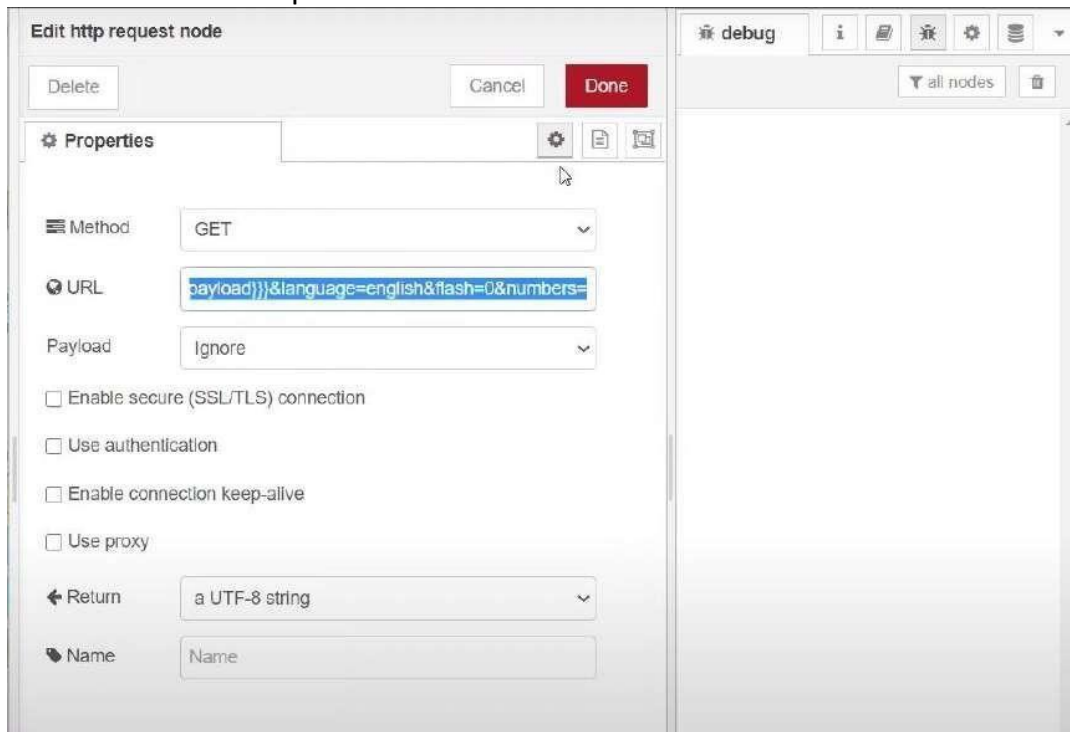 Edit http request node
debug
Delete
Cancel
Done
all nodes
Properties
Method
GET
URL
payload}}}&language=english&flash=0&numbers=
Payload
Ignore
Enable secure (SSL/TLS) connection
Use authentication
Enable connection keep-alive
Use proxy
Return
a UTF-8 string
Name
Name